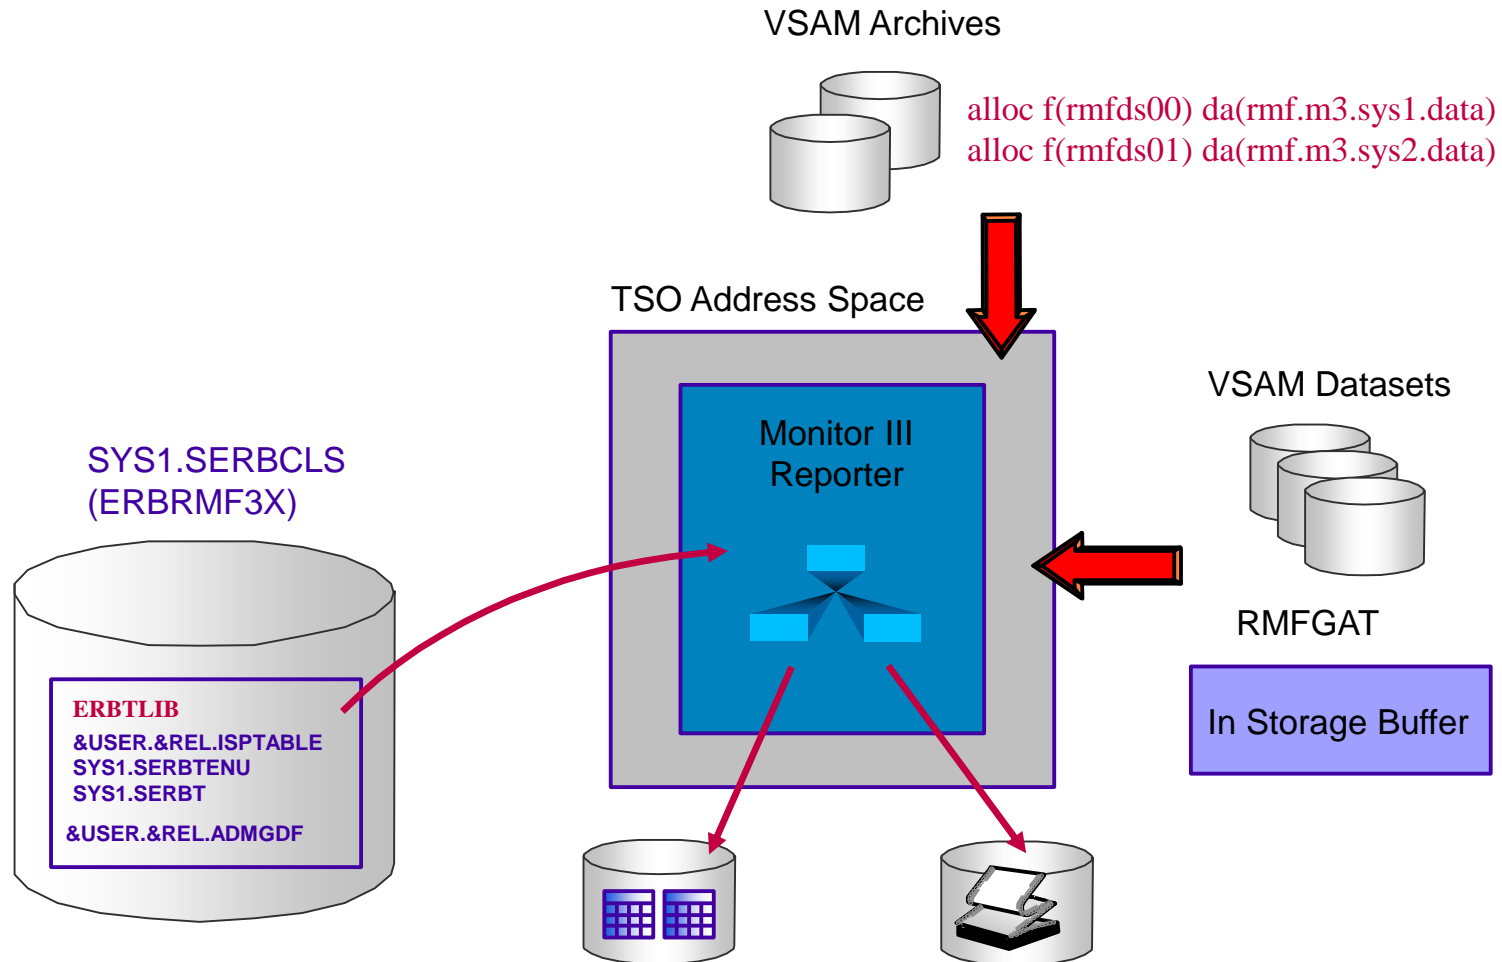 VSAM Archives
alloc f(rmfds00) da(rmf.m3.sys1.data)
alloc f(rmfds01) da(rmf.m3.sys2.data)
TSO Address Space
VSAM Datasets
Monitor III
Reporter
SYS1.SERBCLS
(ERBRMF3X)
RMFGAT
In Storage Buffer
ERBTLIB
&USER.&REL.ISPTABLE
SYS1.SERBTENU
SYS1.SERBT
&USER.&REL.ADMGDF